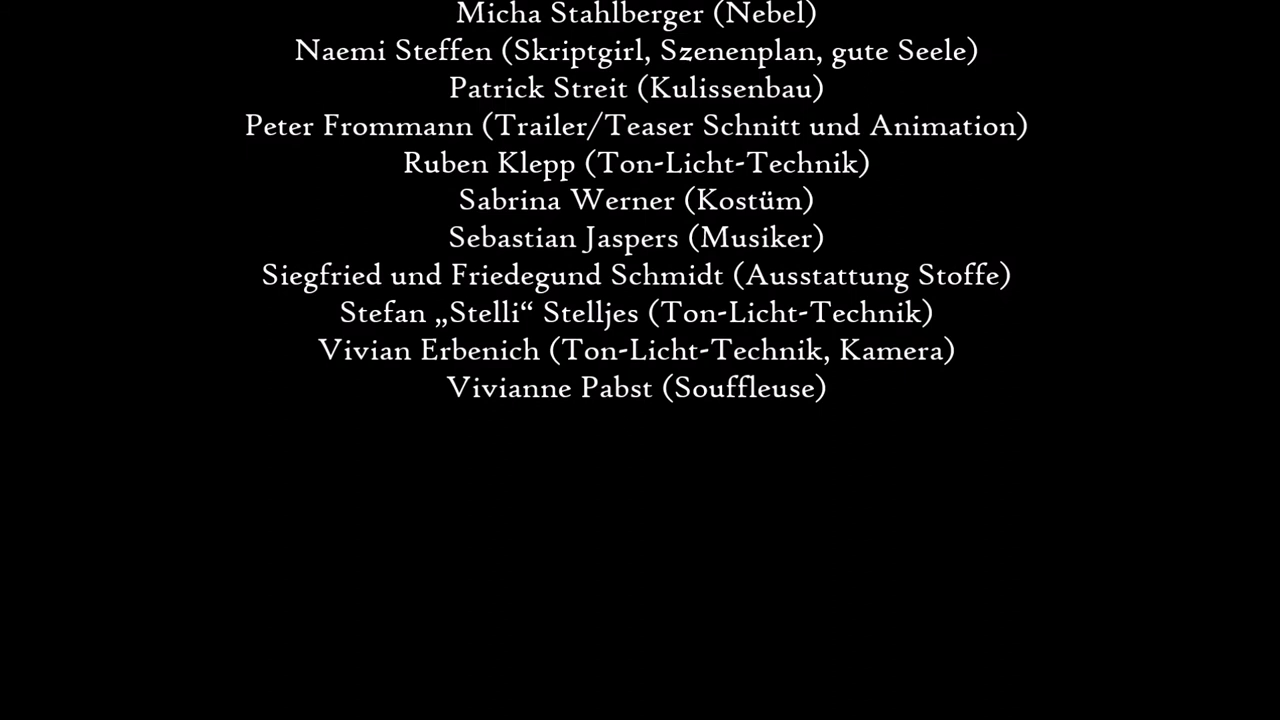 Micha Stahlberger (Nebel)
Naemi Steffen (Skriptgirl, Szenenplan, gute Seele)
Patrick Streit (Kulissenbau)
Peter Frommann (Trailer/Teaser Schnitt und Animation)
Ruben Klepp (Ton-Licht-Technik)
Sabrina Werner (Kostüm)
Sebastian Jaspers (Musiker)
Siegfried und Friedegund Schmidt (Ausstattung Stoffe)
Stefan „Stelli“ Stelljes (Ton-Licht-Technik)
Vivian Erbenich (Ton-Licht-Technik, Kamera)
Vivianne Pabst (Souffleuse)